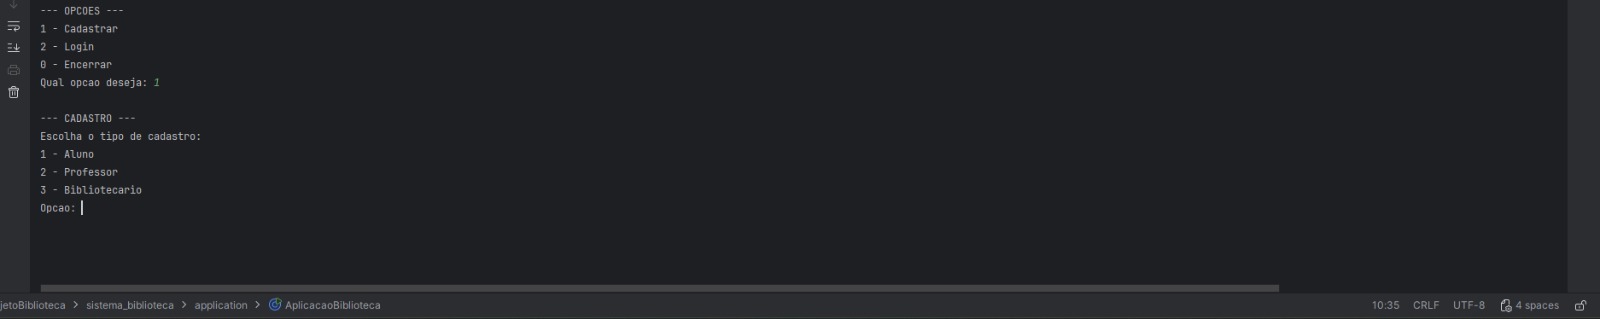 --- OPCOES ---
1 - Cadastrar
2 - Login
0 - Encerrar
Qual opcao deseja: 1
--- CADASTRO ---
Escolha o tipo de cadastro:
1 - Aluno
2 - Professor
3 - Bibliotecario
Opcao:
jetoBiblioteca > sistema_biblioteca > application > AplicacaoBiblioteca 10:35 CRLF UTF-8 4 spaces